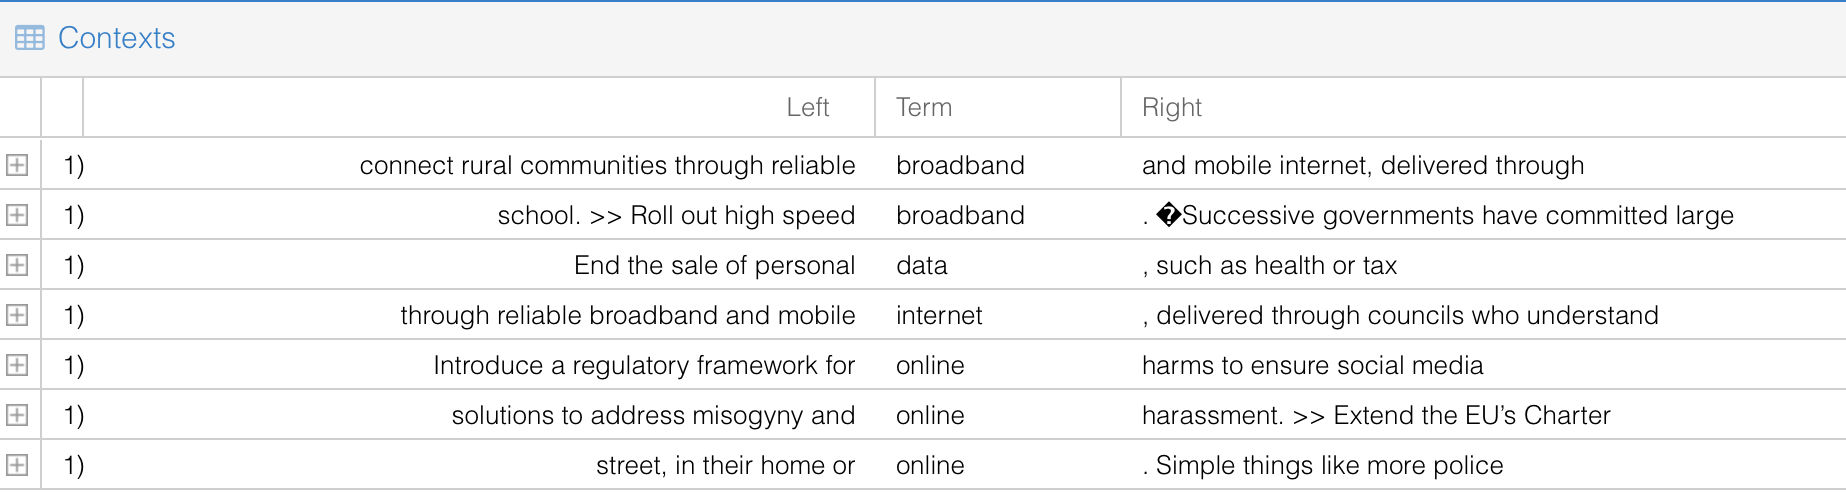 Contexts
Left Term Right
1) connect rural communities through reliable broadband and mobile internet, delivered through
1) school. >> Roll out high speed broadband . �Successive governments have committed large
1) End the sale of personal data , such as health or tax
1) through reliable broadband and mobile internet , delivered through councils who understand
1) Introduce a regulatory framework for online harms to ensure social media
1) solutions to address misogyny and online harassment. >> Extend the EU’s Charter
1) street, in their home or online . Simple things like more police